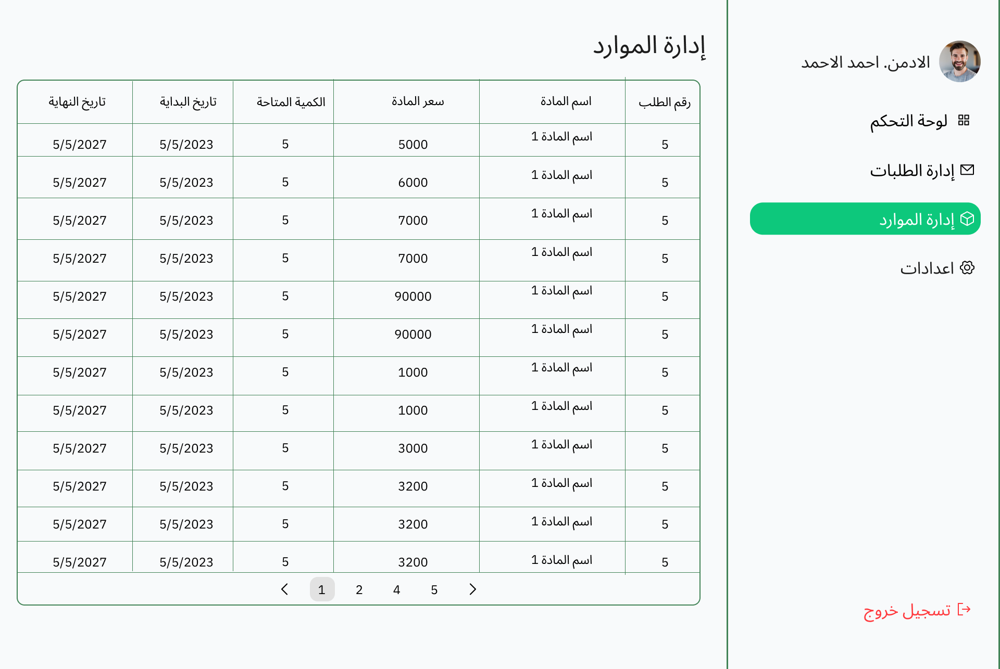 الادمن. احمد الاحمد
لوحة التحكم
إدارة الطلبات
إدارة الموارد
اعدادات
تسجيل خروج
إدارة الموارد
رقم الطلب اسم المادة سعر المادة الكمية المتاحة تاريخ البداية تاريخ النهاية
5 اسم المادة 1 5000 5 5/5/2023 5/5/2027
5 اسم المادة 1 6000 5 5/5/2023 5/5/2027
5 اسم المادة 1 7000 5 5/5/2023 5/5/2027
5 اسم المادة 1 7000 5 5/5/2023 5/5/2027
5 اسم المادة 1 90000 5 5/5/2023 5/5/2027
5 اسم المادة 1 90000 5 5/5/2023 5/5/2027
5 اسم المادة 1 1000 5 5/5/2023 5/5/2027
5 اسم المادة 1 1000 5 5/5/2023 5/5/2027
5 اسم المادة 1 3000 5 5/5/2023 5/5/2027
5 اسم المادة 1 3200 5 5/5/2023 5/5/2027
5 اسم المادة 1 3200 5 5/5/2023 5/5/2027
5 اسم المادة 1 3200 5 5/5/2023 5/5/2027
1 2 4 5